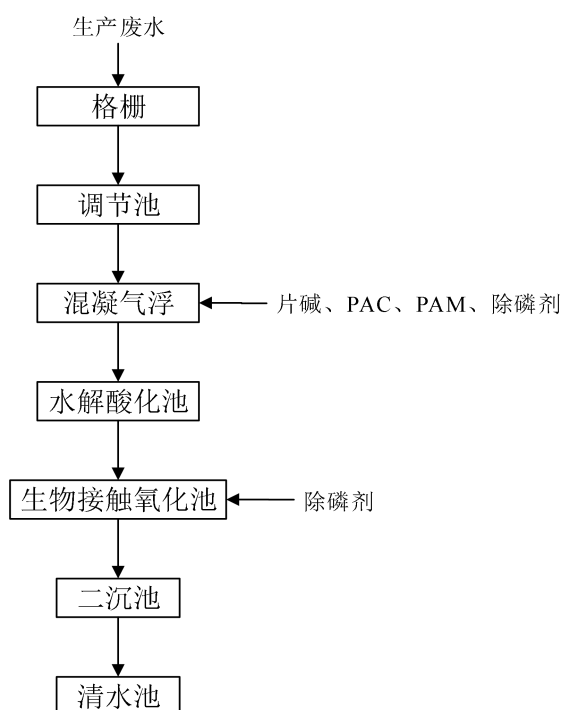 生产废水
格栅
调节池
混凝气浮
片碱、PAC、PAM、除磷剂
水解酸化池
生物接触氧化池
除磷剂
二沉池
清水池